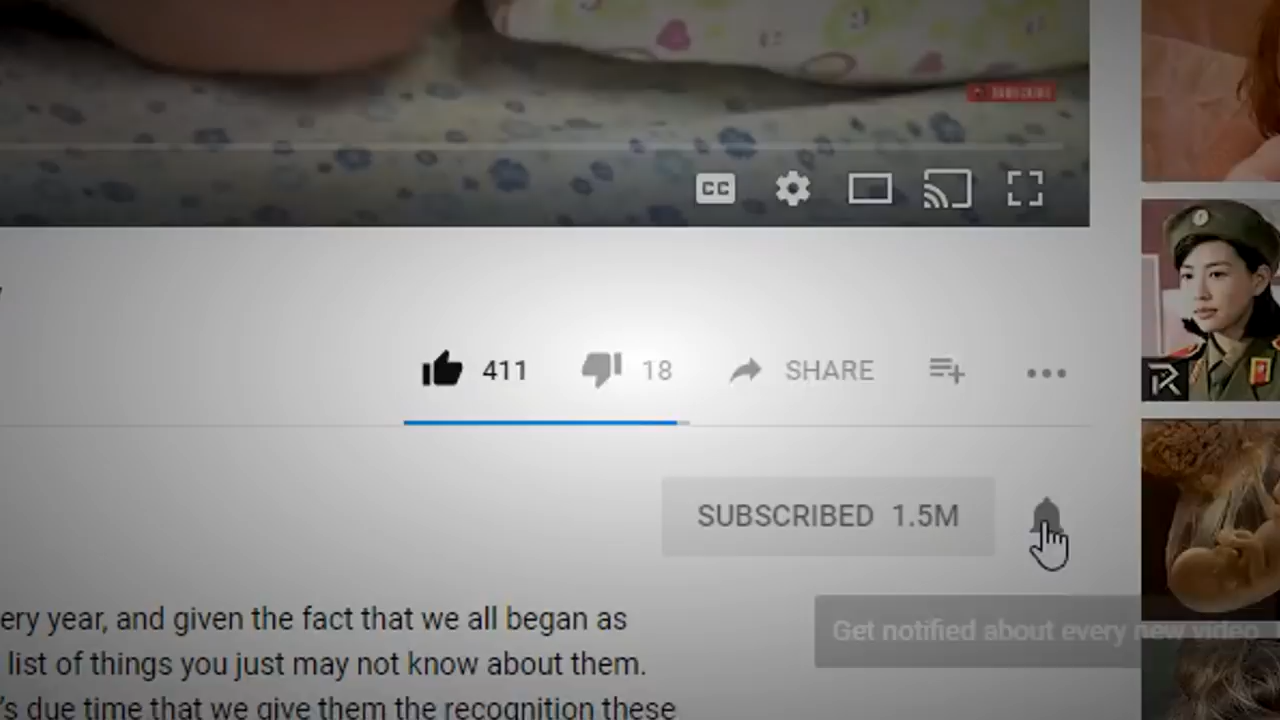 SUBSCRIBE
CC
411 18 SHARE
SUBSCRIBED 1.5M
Get notified about every new video
ery year, and given the fact that we all began as
list of things you just may not know about them.
's due time that we give them the recognition these